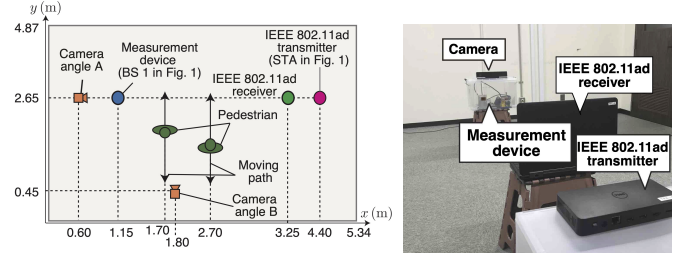 y (m)
4.87
2.65
0.45
Camera
angle A
Measurement
device
(BS 1 in Fig. 1)
IEEE 802.11ad
transmitter
(STA in Fig. 1)
IEEE 802.11ad
receiver
Pedestrian
Moving
path
Camera
angle B
x (m)
0.60
1.15
1.70
1.80
2.70
3.25
4.40
5.34
Camera
IEEE 802.11ad
receiver
Measurement
device
IEEE 802.11ad
transmitter